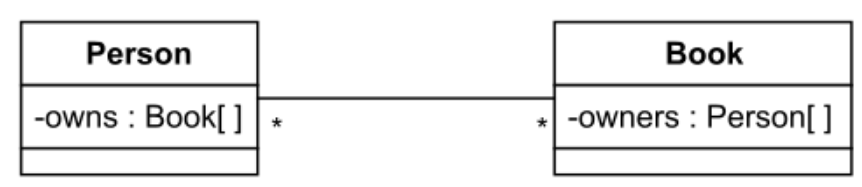 Person
-owns : Book[ ]
*
*
Book
-owners : Person[ ]